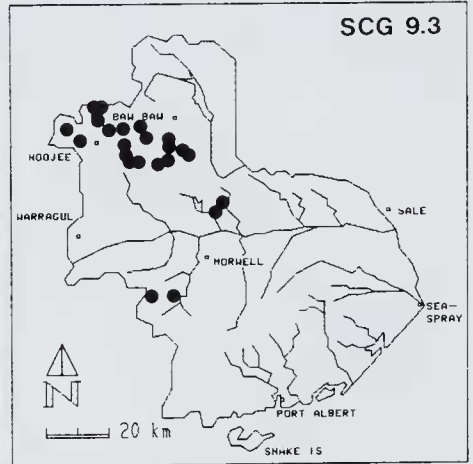 SCG 9.3
BAW BAW
NOOJEE
WARRAGUL
SALE
MORWELL
SEA-
SPRAY
PORT ALBERT
N
20 km
SNAKE IS